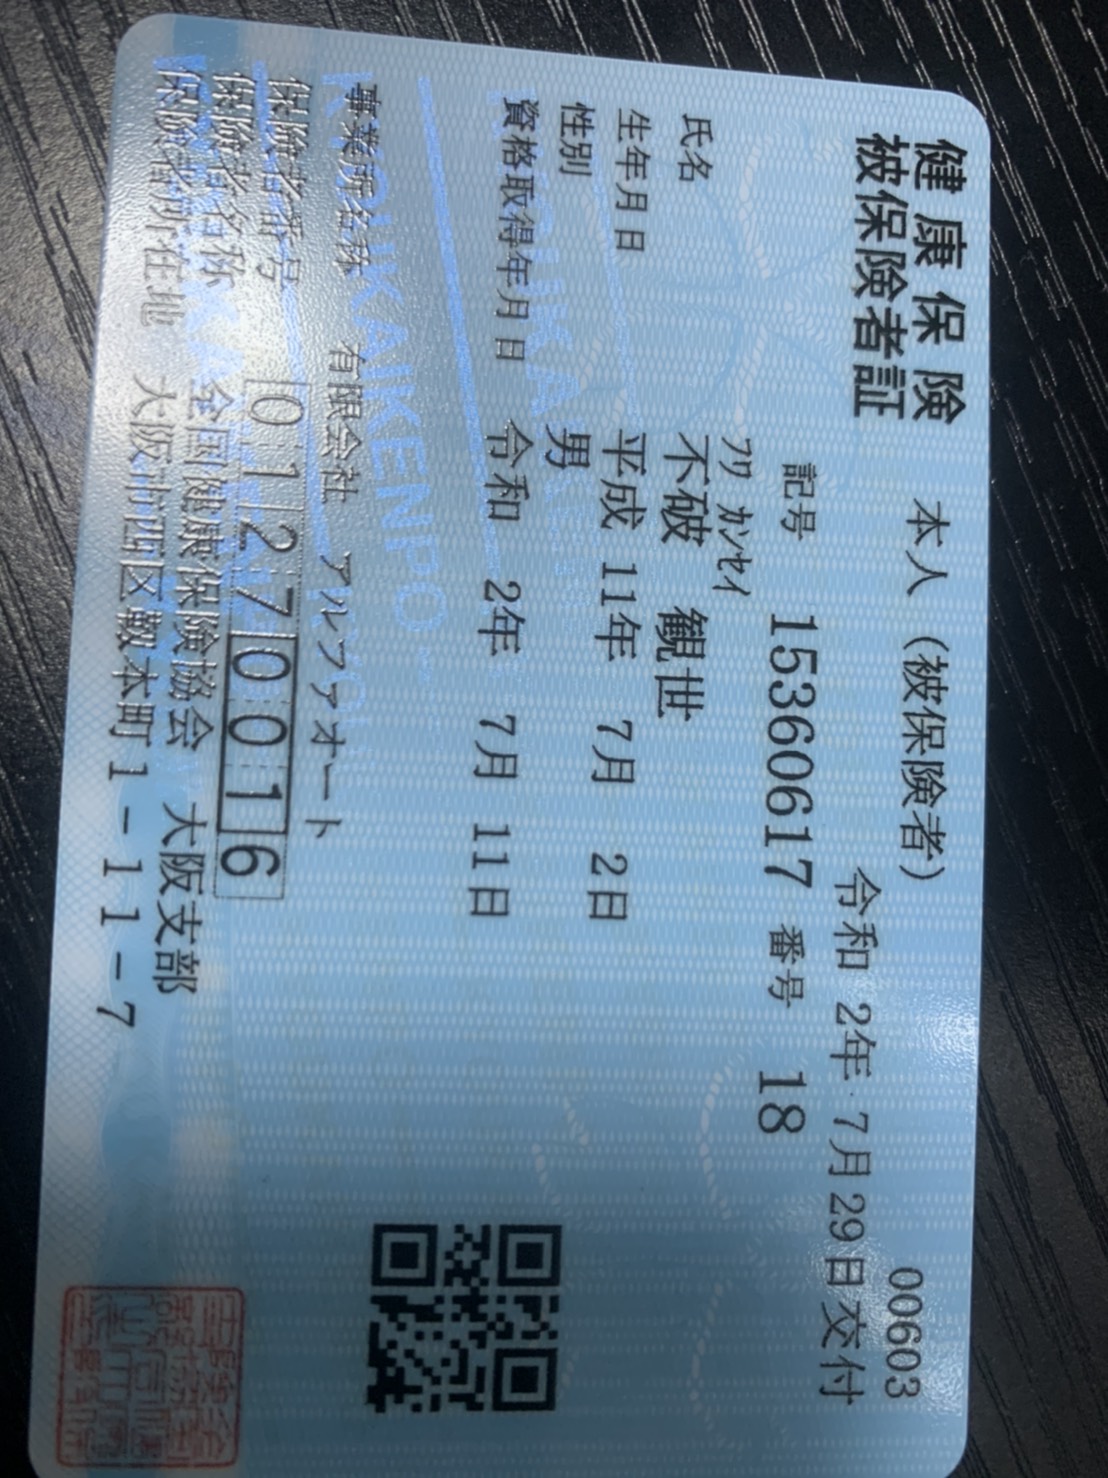 健康保険 本人（被保険者） 00603
被保険者証 令和 2年 7月 29日交付
記号 15360617 番号 18
ﾌﾜ ｶﾝｾｲ
氏名 不破 観世
生年月日 平成 11年 7月 2日
性別 男
資格取得年月日 令和 2年 7月 11日
事業所名称 有限会社 アルファオート
保険者番号 01270016
保険者名称 全国健康保険協会 大阪支部
保険者所在地 大阪市西区靱本町1-11-7
KYOUKAIKENPO